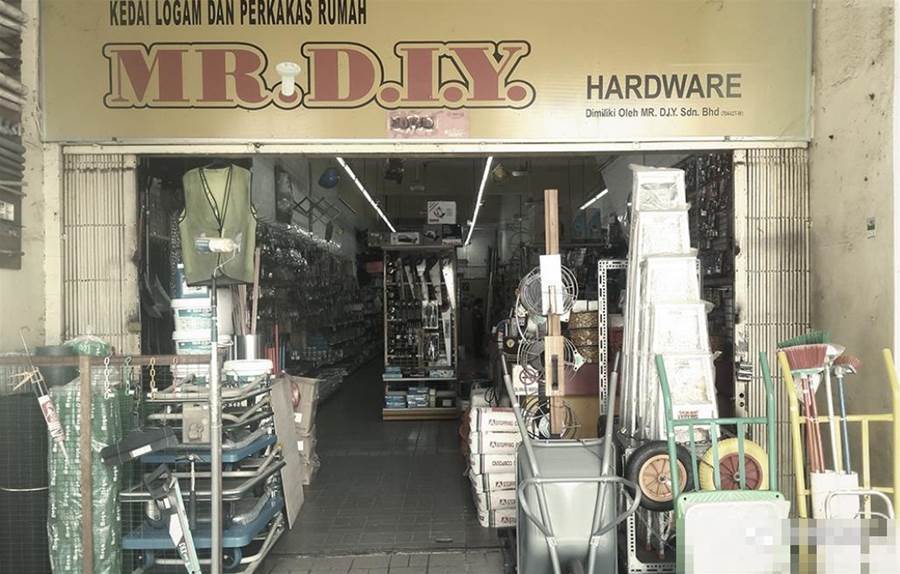 KEDAI LOGAM DAN PERKAKAS RUMAH
MR.D.I.Y.
HARDWARE
Dimiliki Oleh MR. D.I.Y. Sdn. Bhd